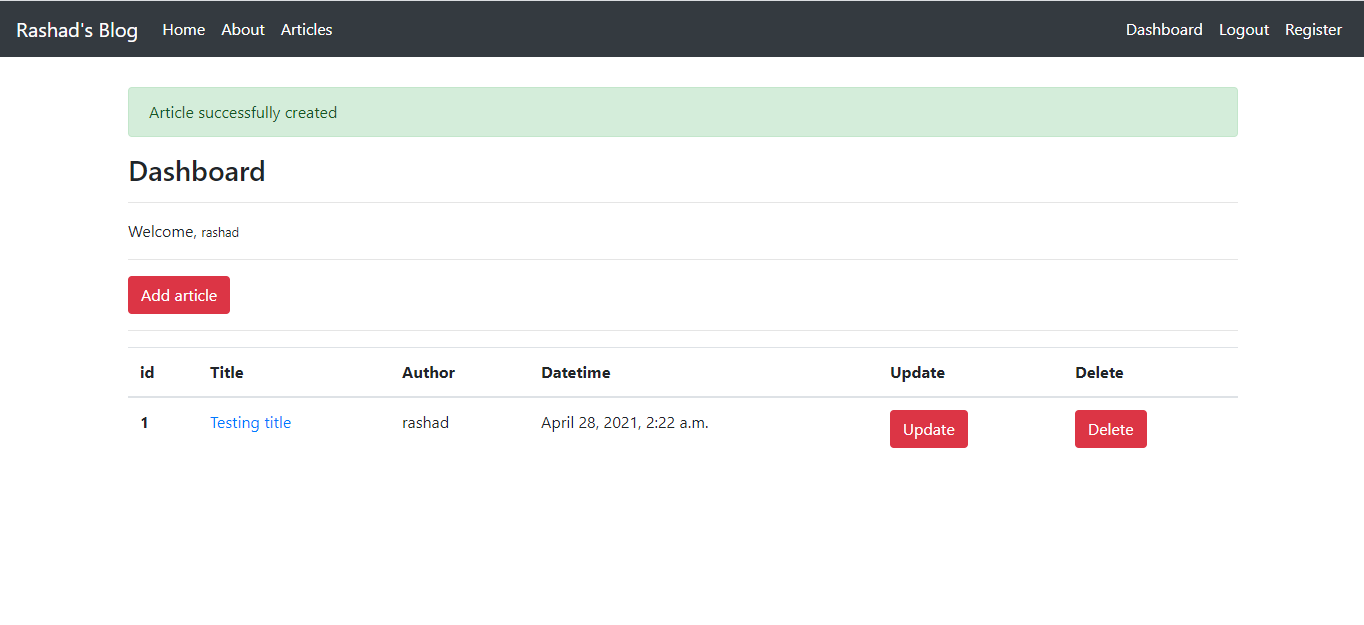 Rashad's Blog Home About Articles Dashboard Logout Register
Article successfully created
Dashboard
Welcome, rashad
Add article
id Title Author Datetime Update Delete
1 Testing title rashad April 28, 2021, 2:22 a.m. Update Delete